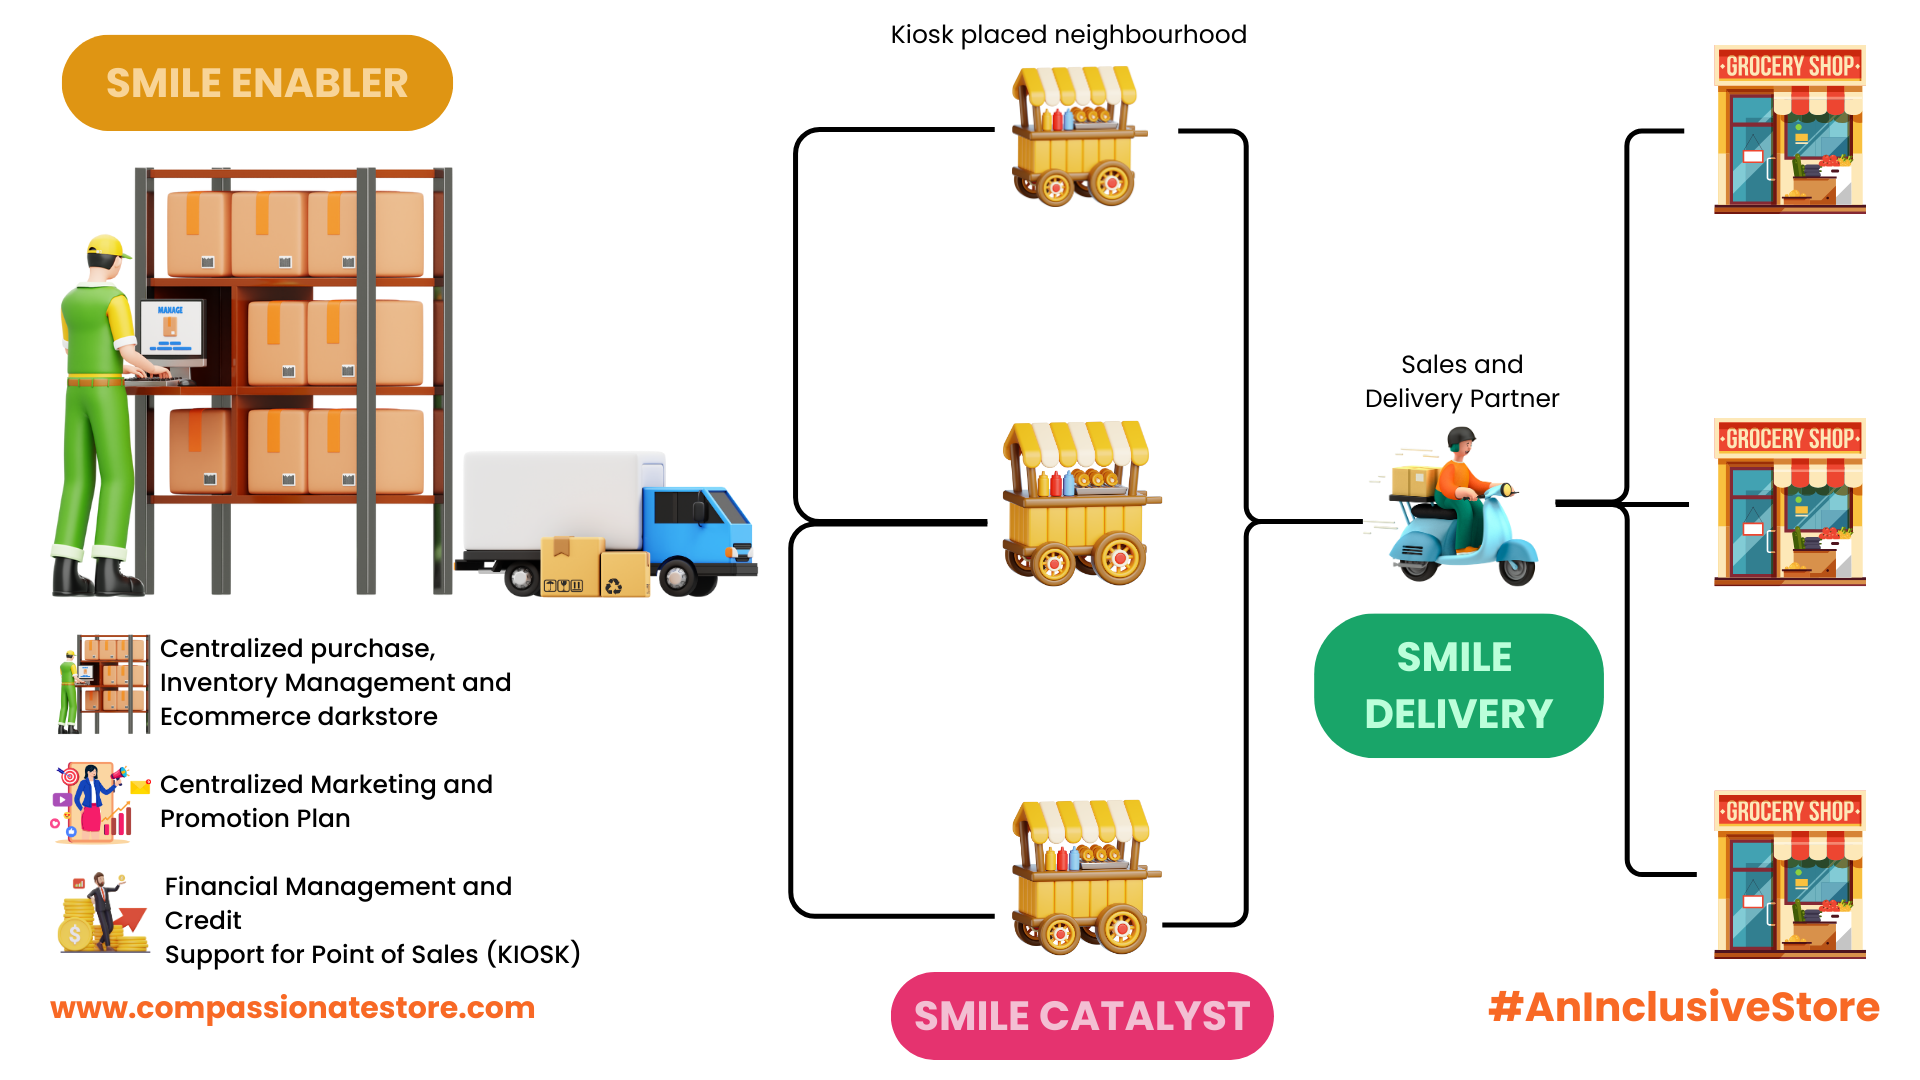 SMILE ENABLER
MANAGE
Centralized purchase,
Inventory Management and
Ecommerce darkstore
Centralized Marketing and
Promotion Plan
Financial Management and
Credit
Support for Point of Sales (KIOSK)
www.compassionatestore.com
Kiosk placed neighbourhood
SMILE CATALYST
Sales and
Delivery Partner
SMILE
DELIVERY
GROCERY SHOP
GROCERY SHOP
GROCERY SHOP
#AnInclusiveStore